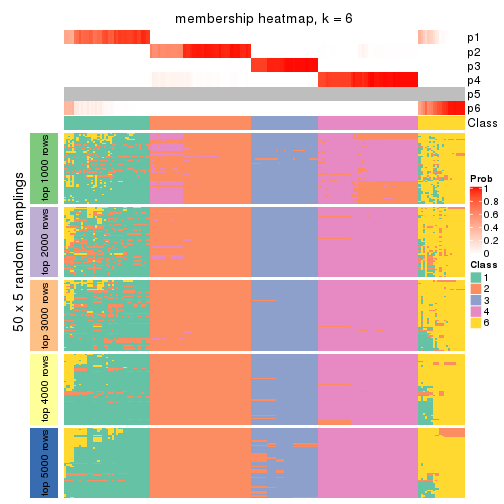 membership heatmap, k = 6
p1
p2
p3
p4
p5
p6
Class
50 x 5 random samplings
top 1000 rows
top 2000 rows
top 3000 rows
top 4000 rows
top 5000 rows
Prob
1
0.8
0.6
0.4
0.2
0
Class
1
2
3
4
6